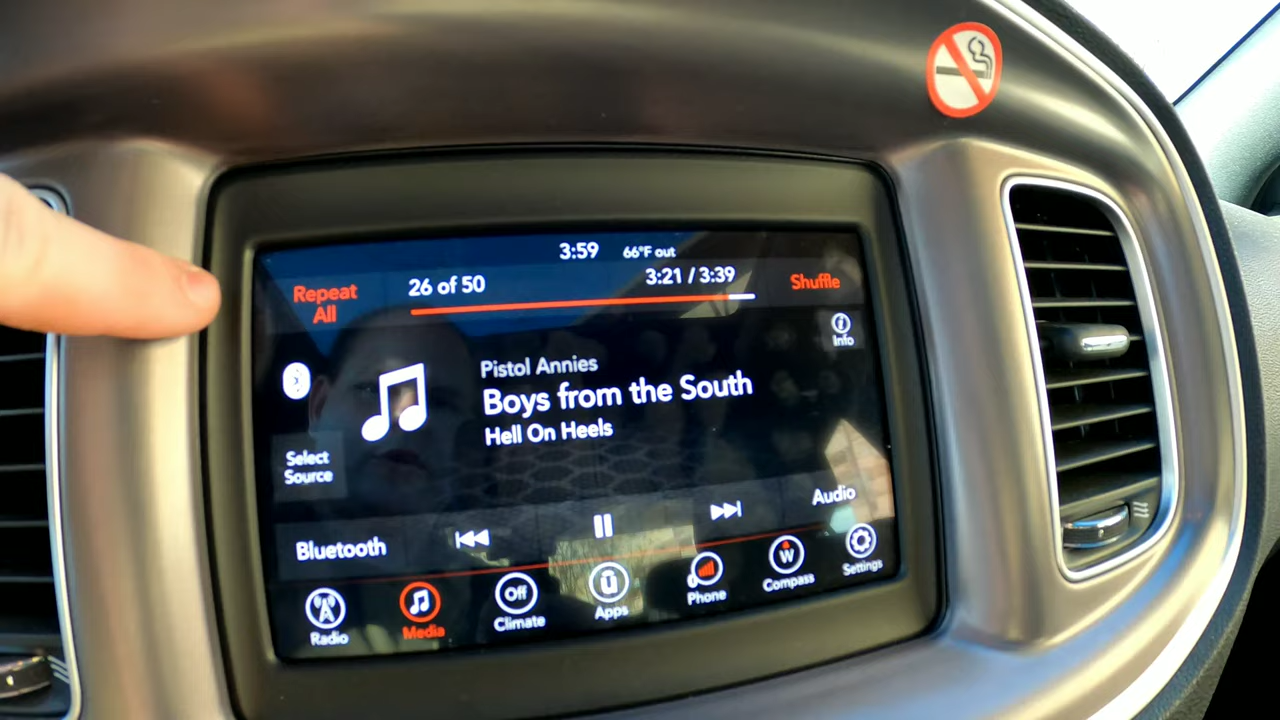 3:59 66°F out
Repeat
All
26 of 50
3:21 / 3:39
Shuffle
Info
Pistol Annies
Boys from the South
Hell On Heels
Select
Source
Bluetooth
Audio
Radio
Media
Off
Climate
Apps
Phone
W
Compass
Settings